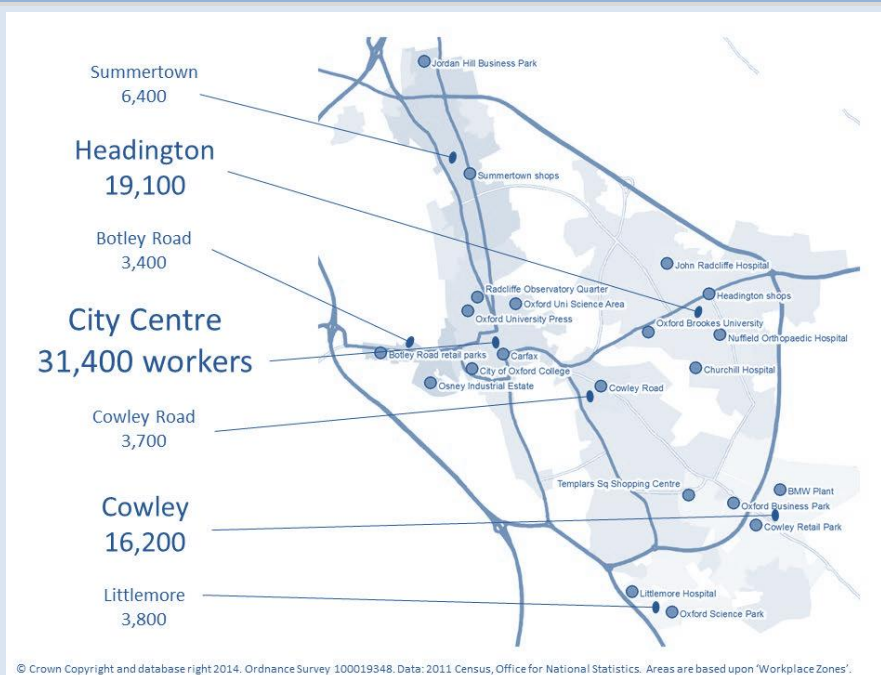 Summertown
6,400
Headington
19,100
Botley Road
3,400
City Centre
31,400 workers
Cowley Road
3,700
Cowley
16,200
Littlemore
3,800
Jordan Hill Business Park
Summertown shops
John Radcliffe Hospital
Radcliffe Observatory Quarter
Headington shops
Oxford Uni Science Area
Oxford University Press
Oxford Brookes University
Nuffield Orthopaedic Hospital
Botley Road retail parks
Carfax
City of Oxford College
Churchill Hospital
Osney Industrial Estate
Cowley Road
Templars Sq Shopping Centre
BMW Plant
Oxford Business Park
Cowley Retail Park
Littlemore Hospital
Oxford Science Park
© Crown Copyright and database right 2014. Ordnance Survey 100019348. Data: 2011 Census, Office for National Statistics. Areas are based upon 'Workplace Zones'.